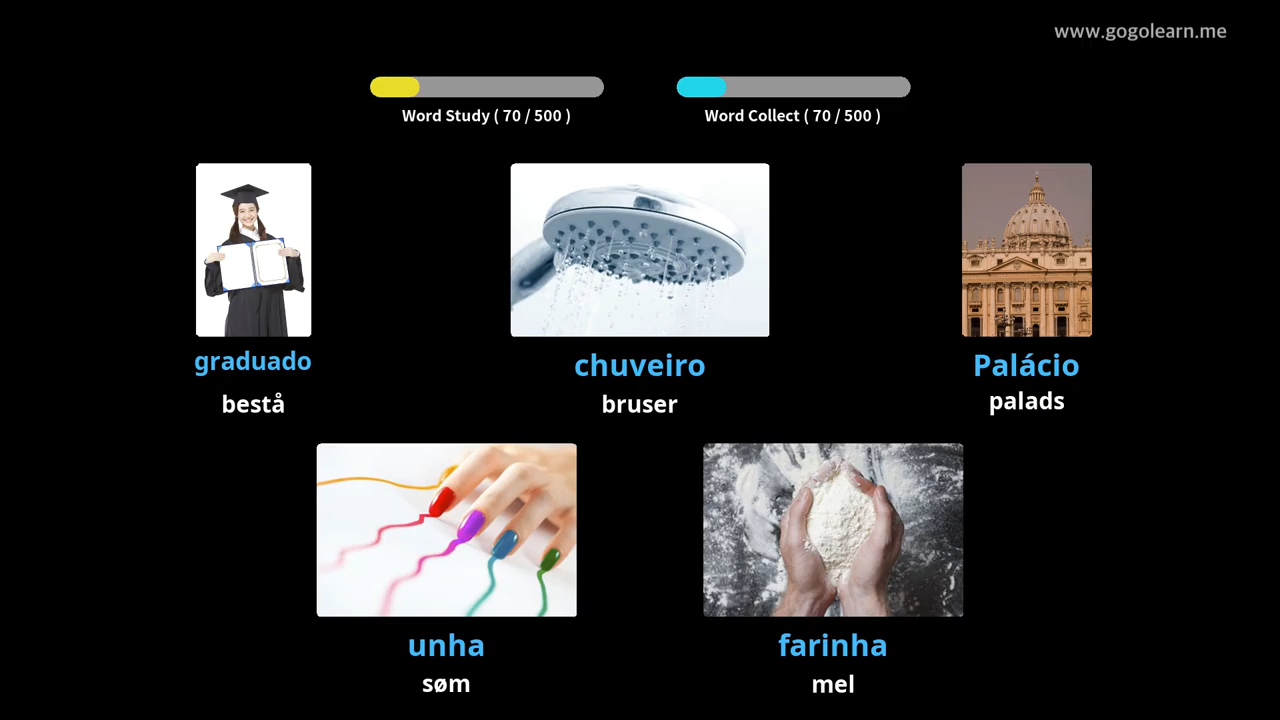 www.gogolearn.me
Word Study ( 70 / 500 )
Word Collect ( 70 / 500 )
graduado
bestå
chuveiro
bruser
Palácio
palads
unha
søm
farinha
mel